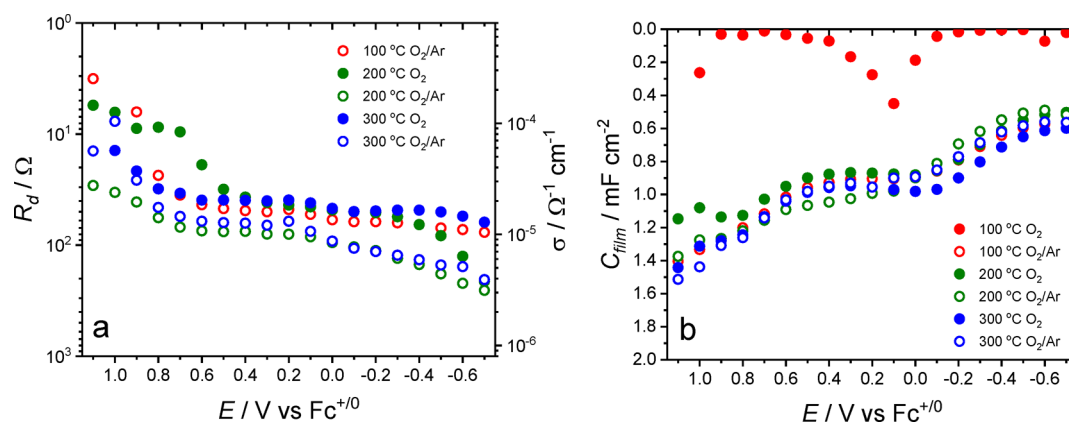 10⁰
10¹
10²
10³
R_d / Ω
10⁻⁴
10⁻⁵
10⁻⁶
σ / Ω⁻¹ cm⁻¹
100 °C O₂/Ar
200 °C O₂
200 °C O₂/Ar
300 °C O₂
300 °C O₂/Ar
a
1.0 0.8 0.6 0.4 0.2 0.0 -0.2 -0.4 -0.6
E / V vs Fc⁺ᐟ⁰
0.0
0.2
0.4
0.6
0.8
1.0
1.2
1.4
1.6
1.8
2.0
C_film / mF cm⁻²
100 °C O₂
100 °C O₂/Ar
200 °C O₂
200 °C O₂/Ar
300 °C O₂
300 °C O₂/Ar
b
1.0 0.8 0.6 0.4 0.2 0.0 -0.2 -0.4 -0.6
E / V vs Fc⁺ᐟ⁰